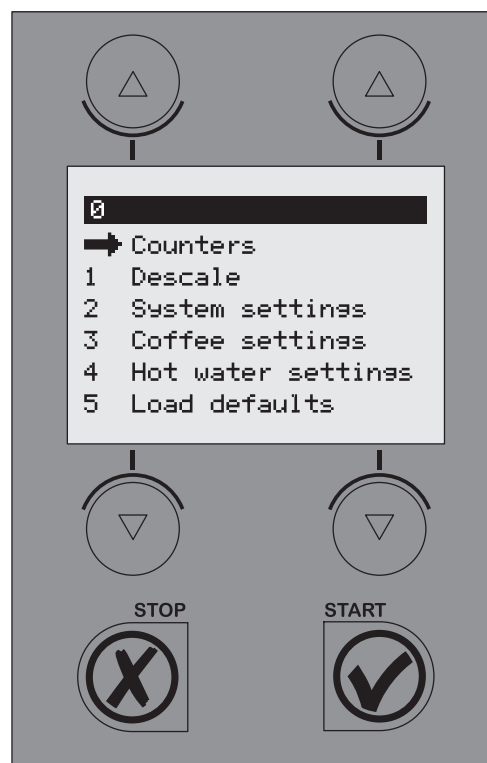 0
Counters
1 Descale
2 System settings
3 Coffee settings
4 Hot water settings
5 Load defaults
STOP START